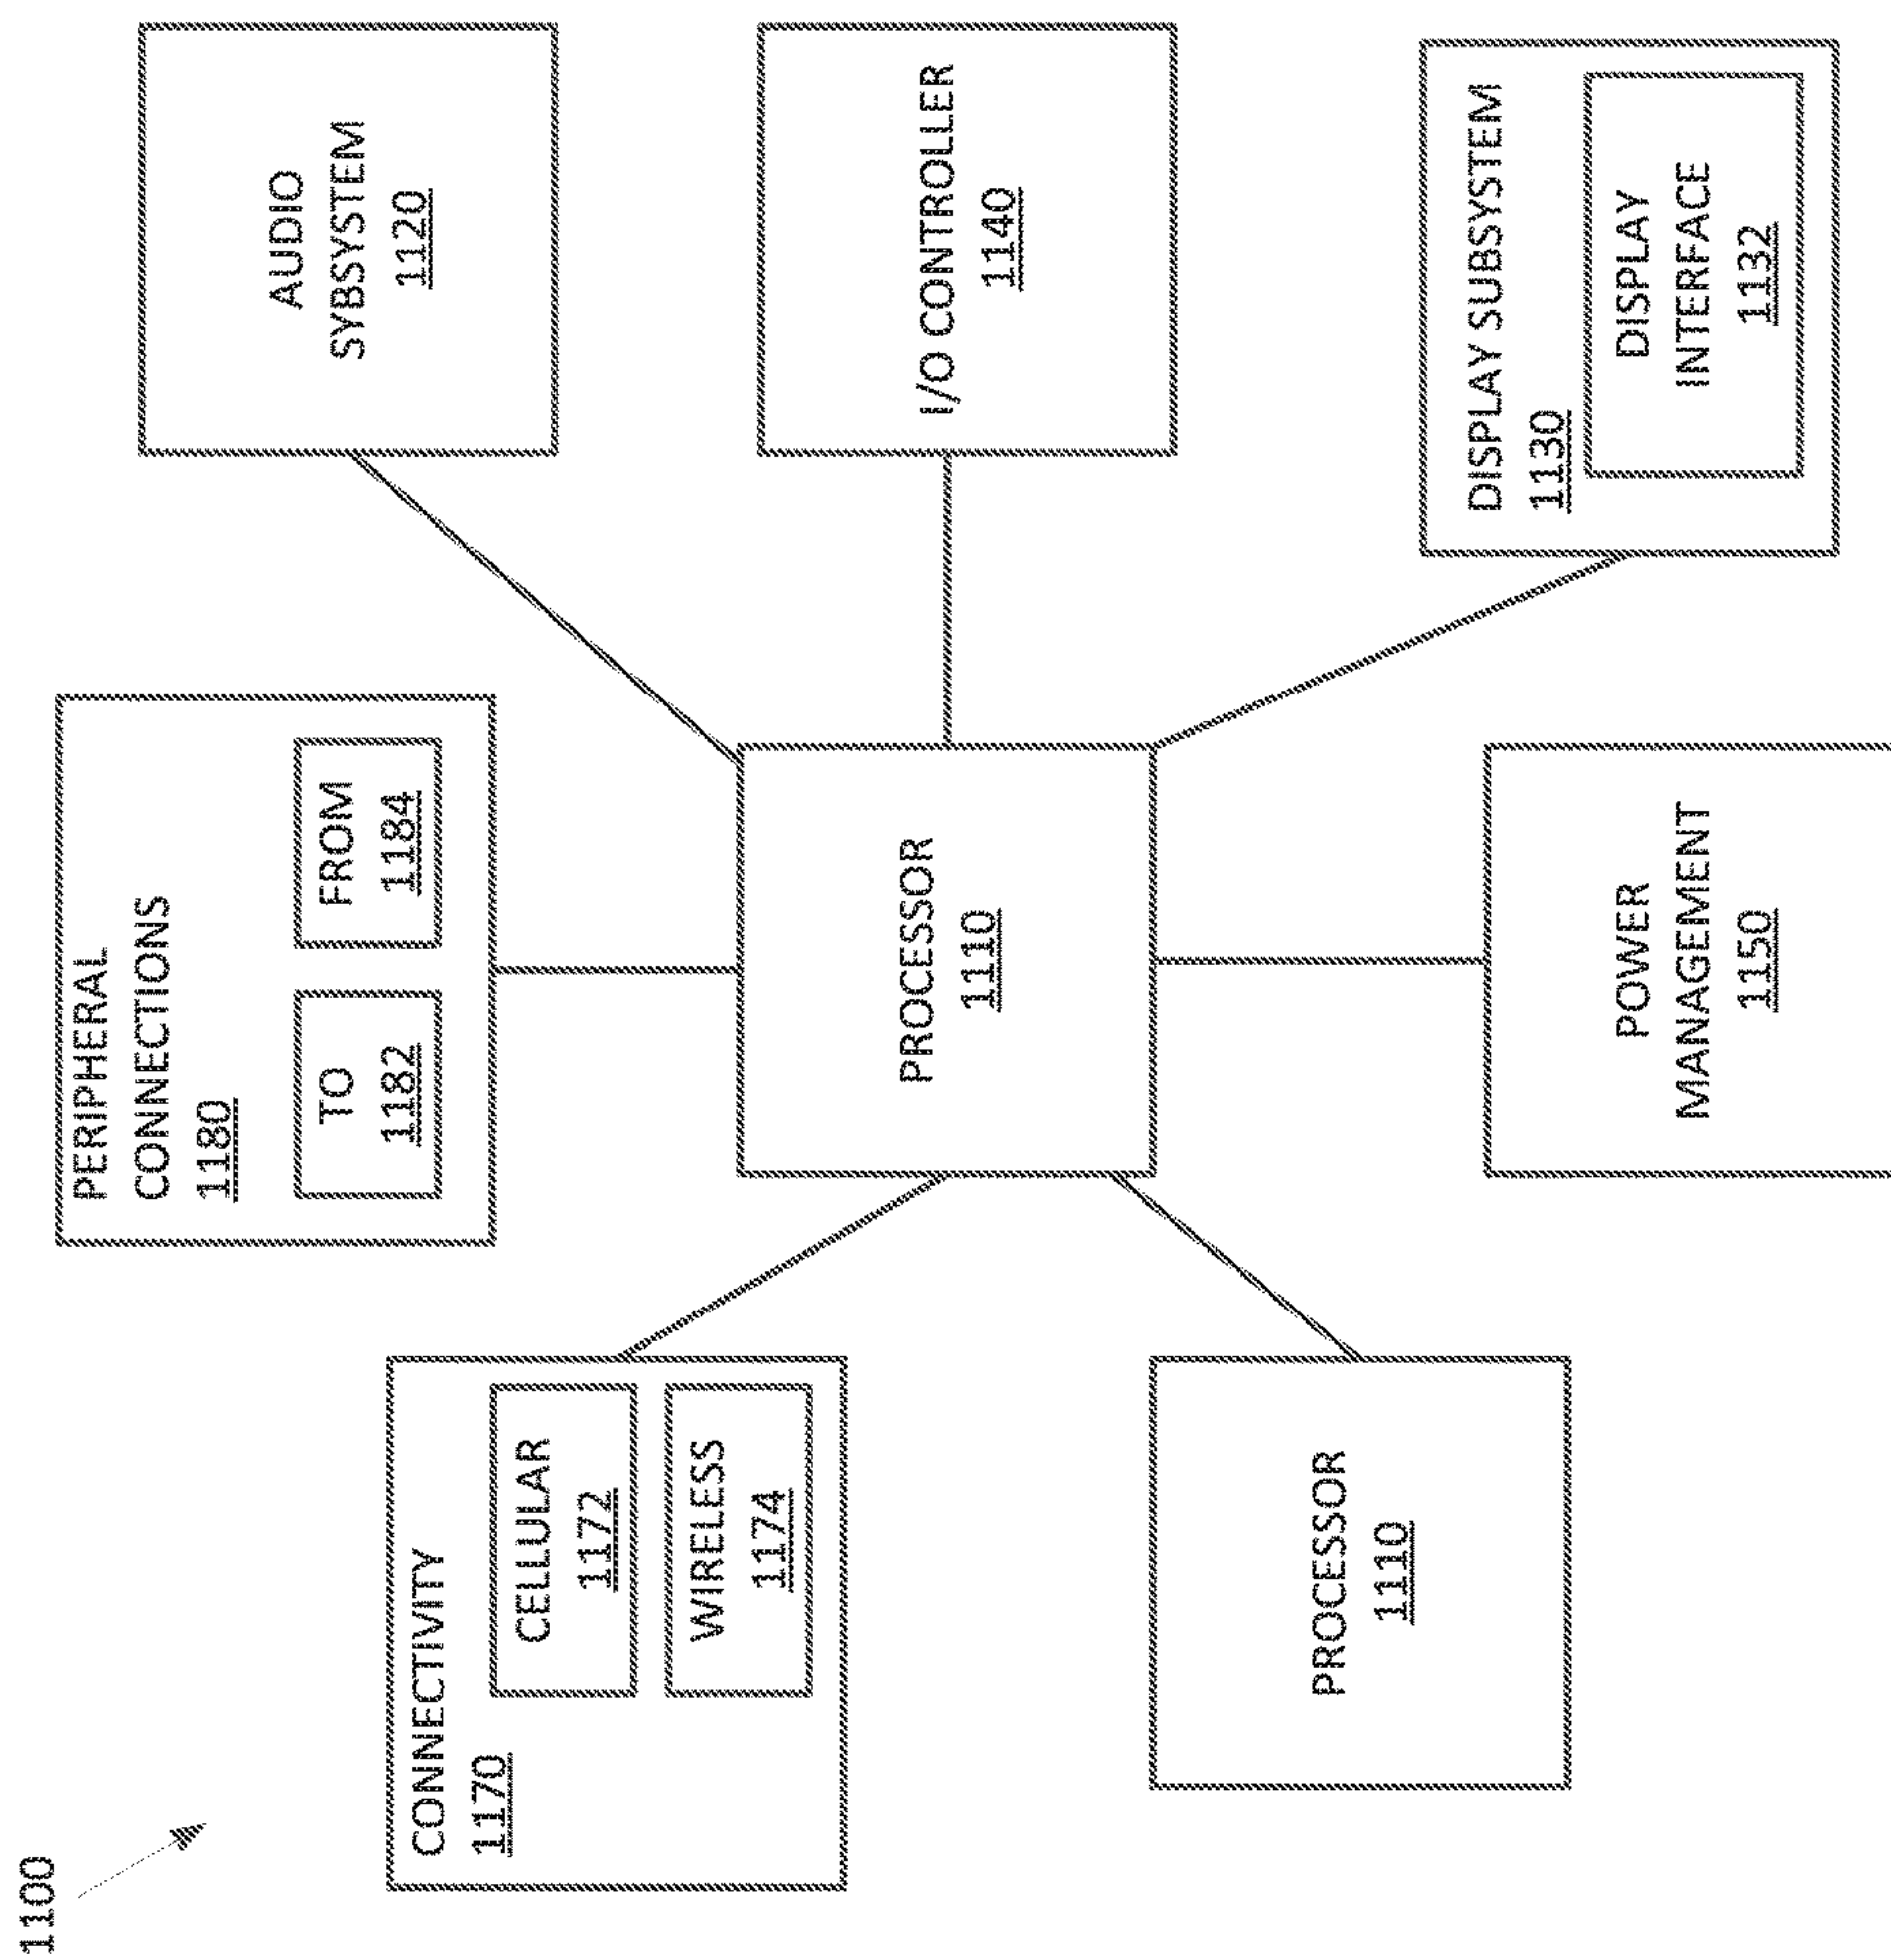 1100
CONNECTIVITY
1170
CELLULAR
1172
WIRELESS
1174
PERIPHERAL
CONNECTIONS
1180
TO
1182
FROM
1184
AUDIO
SYBSYSTEM
1120
PROCESSOR
1110
I/O CONTROLLER
1140
PROCESSOR
1110
POWER
MANAGEMENT
1150
DISPLAY SUBSYSTEM
1130
DISPLAY
INTERFACE
1132